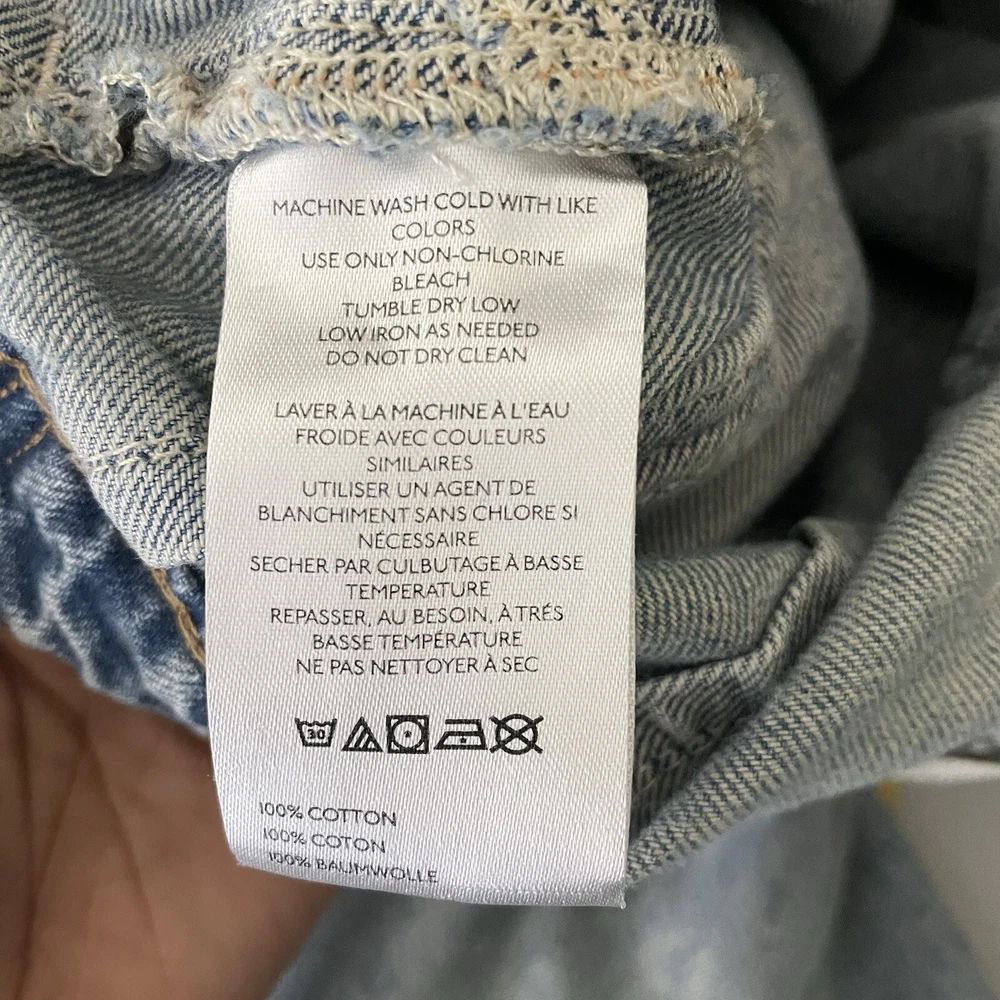 MACHINE WASH COLD WITH LIKE
COLORS
USE ONLY NON-CHLORINE
BLEACH
TUMBLE DRY LOW
LOW IRON AS NEEDED
DO NOT DRY CLEAN
LAVER À LA MACHINE À L'EAU
FROIDE AVEC COULEURS
SIMILAIRES
UTILISER UN AGENT DE
BLANCHIMENT SANS CHLORE SI
NÉCESSAIRE
SECHER PAR CULBUTAGE À BASSE
TEMPERATURE
REPASSER, AU BESOIN, À TRÉS
BASSE TEMPÉRATURE
NE PAS NETTOYER À SEC
30
100% COTTON
100% COTON
100% BAUMWOLLE